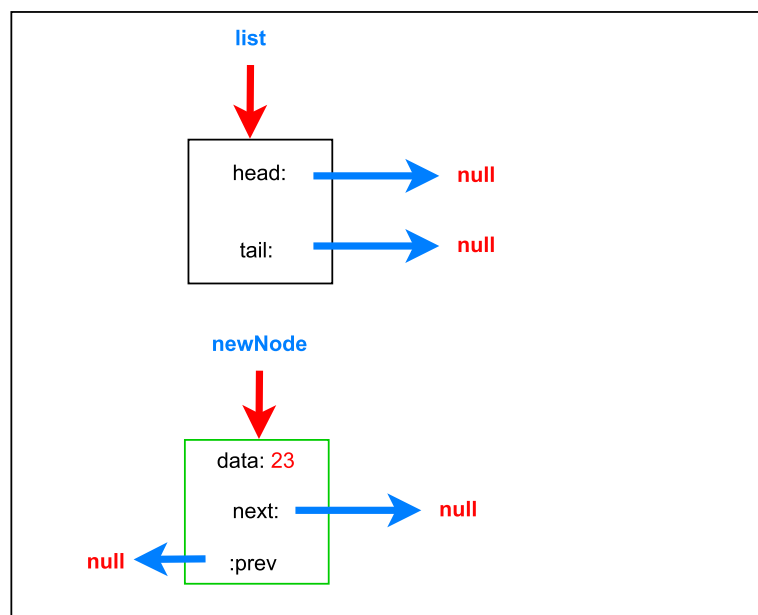 list
head: null
tail: null
newNode
data: 23
next: null
null :prev